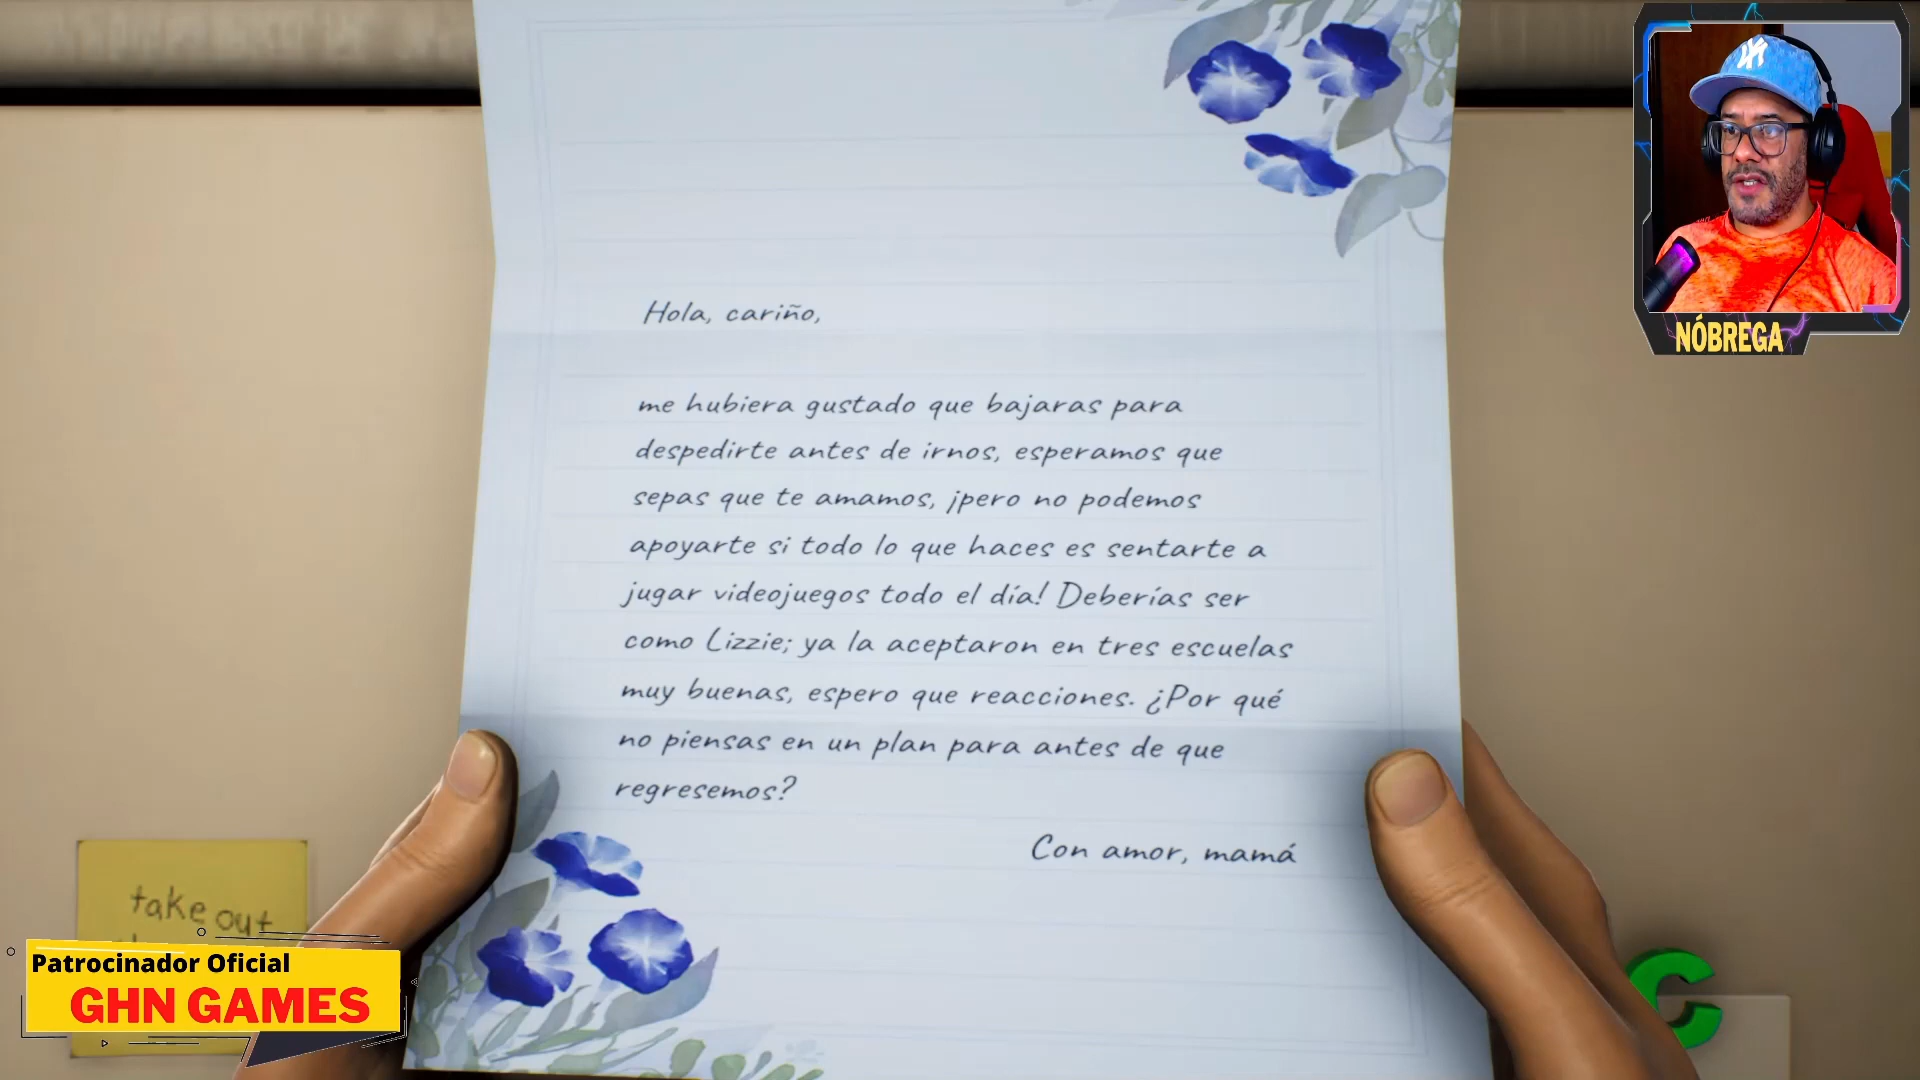 NÓBREGA
Hola, cariño,
me hubiera gustado que bajaras para
despedirte antes de irnos, esperamos que
sepas que te amamos, ¡pero no podemos
apoyarte si todo lo que haces es sentarte a
jugar videojuegos todo el día! Deberías ser
como Lizzie; ya la aceptaron en tres escuelas
muy buenas, espero que reacciones. ¿Por qué
no piensas en un plan para antes de que
regresemos?
Con amor, mamá
take out
Patrocinador Oficial
GHN GAMES
C